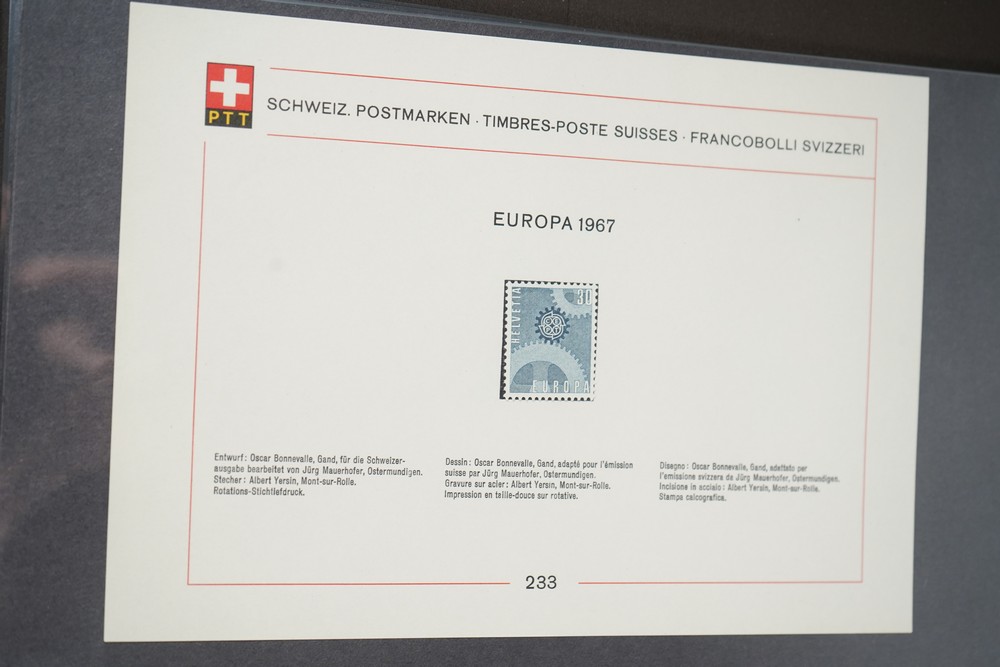 PTT
SCHWEIZ. POSTMARKEN · TIMBRES-POSTE SUISSES · FRANCOBOLLI SVIZZERI
EUROPA 1967
HELVETIA
30
EUROPA
Entwurf: Oscar Bonnevalle, Gand, für die Schweizer-
ausgabe bearbeitet von Jürg Mauerhofer, Ostermundigen.
Stecher: Albert Yersin, Mont-sur-Rolle.
Rotations-Stichtiefdruck.
Dessin: Oscar Bonnevalle, Gand, adapté pour l'émission
suisse par Jürg Mauerhofer, Ostermundigen.
Gravure sur acier: Albert Yersin, Mont-sur-Rolle.
Impression en taille-douce sur rotative.
Disegno: Oscar Bonnevalle, Gand, adattato per
l'emissione svizzera da Jürg Mauerhofer, Ostermundigen.
Incisione in acciaio: Albert Yersin, Mont-sur-Rolle.
Stampa calcografica.
233